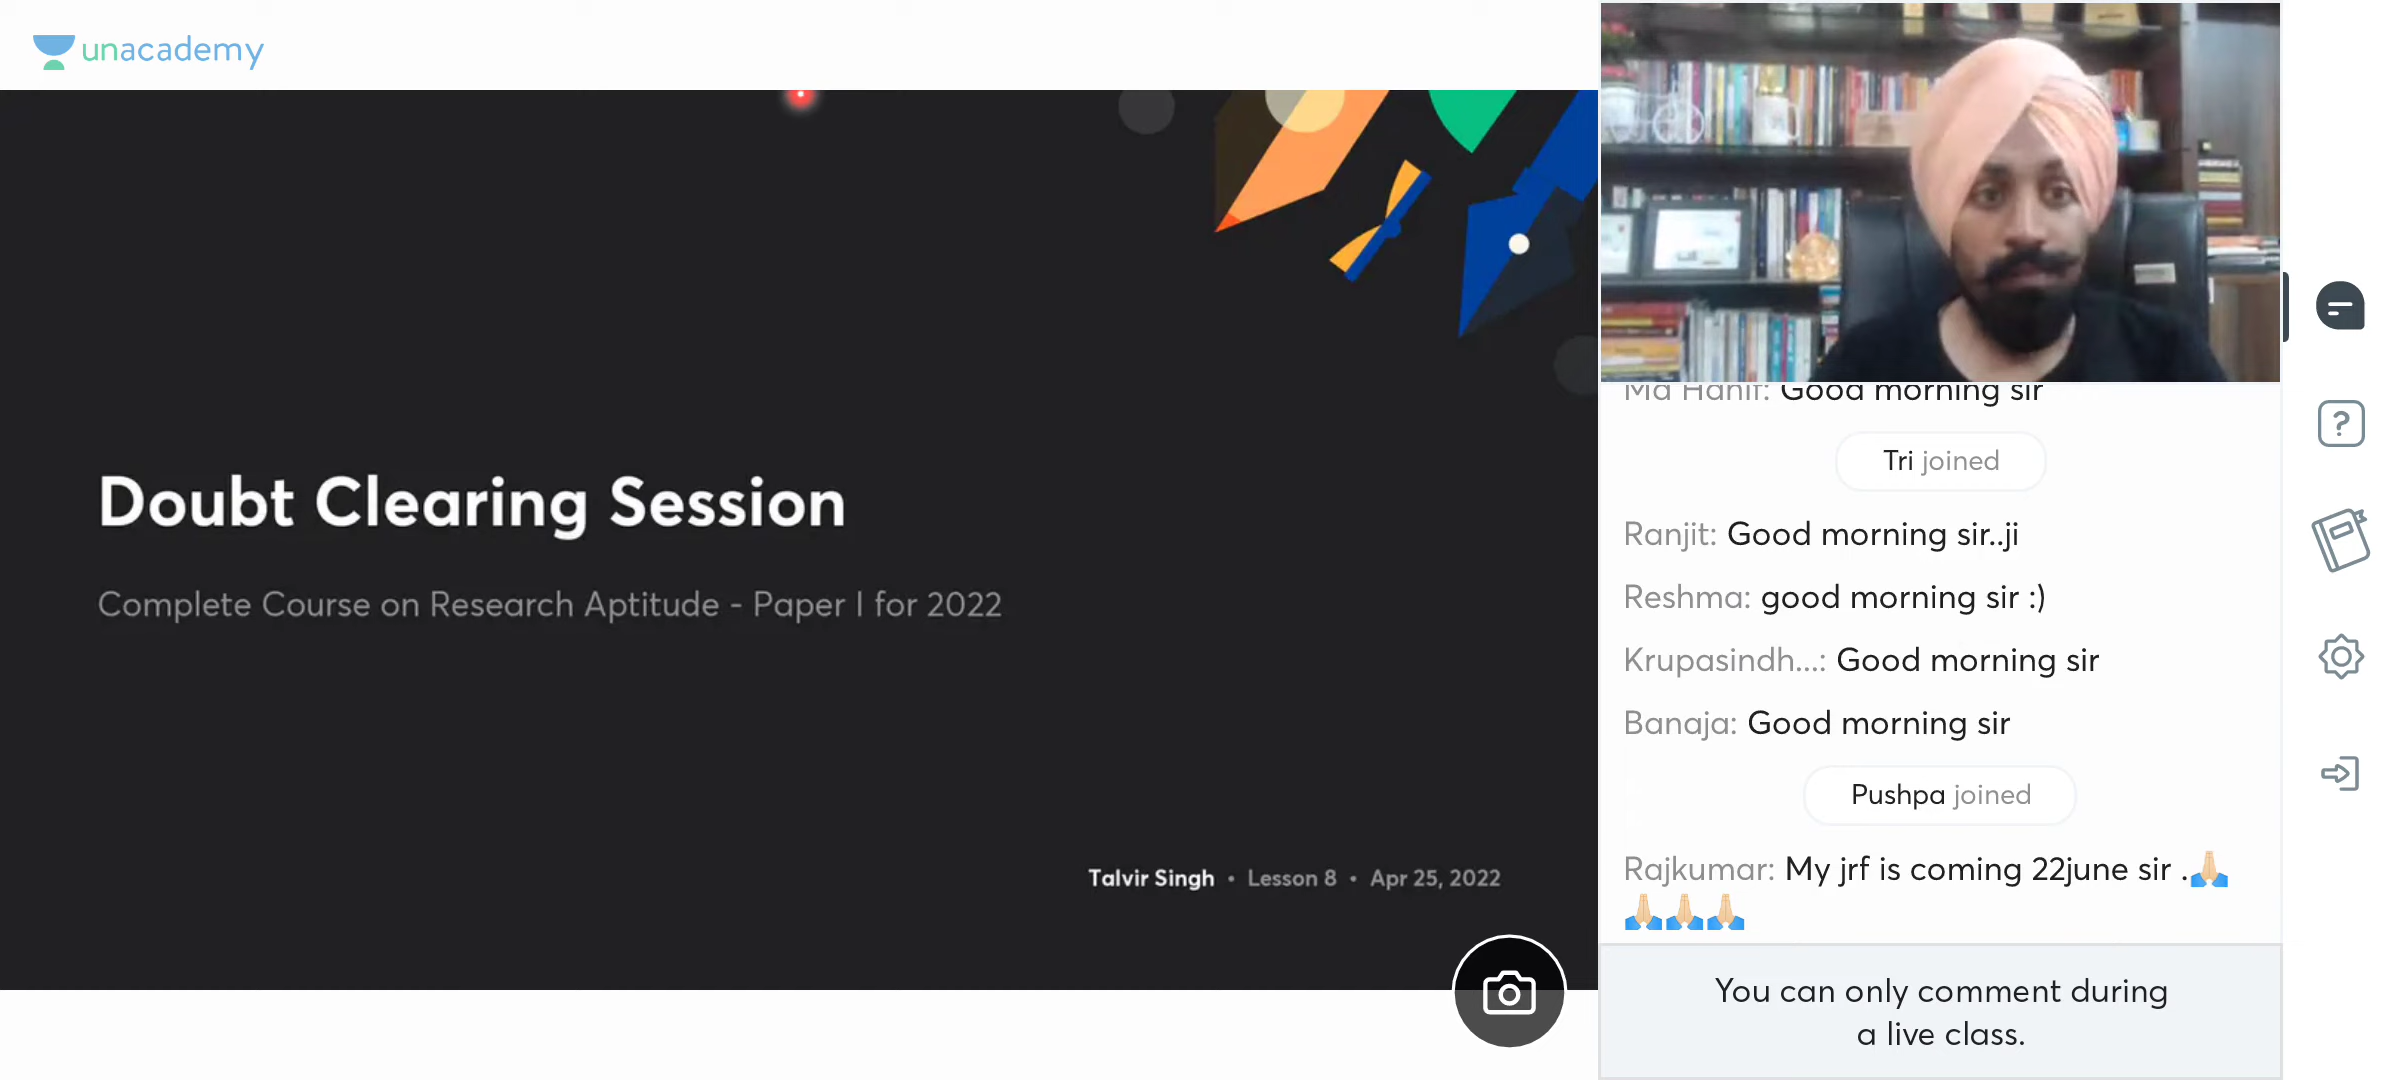 unacademy
Doubt Clearing Session
Complete Course on Research Aptitude - Paper I for 2022
Talvir Singh • Lesson 8 • Apr 25, 2022
Md Hanif: Good morning sir
Tri joined
Ranjit: Good morning sir..ji
Reshma: good morning sir :)
Krupasindh...: Good morning sir
Banaja: Good morning sir
Pushpa joined
Rajkumar: My jrf is coming 22june sir .🙏🏻
🙏🏻🙏🏻🙏🏻
You can only comment during
a live class.